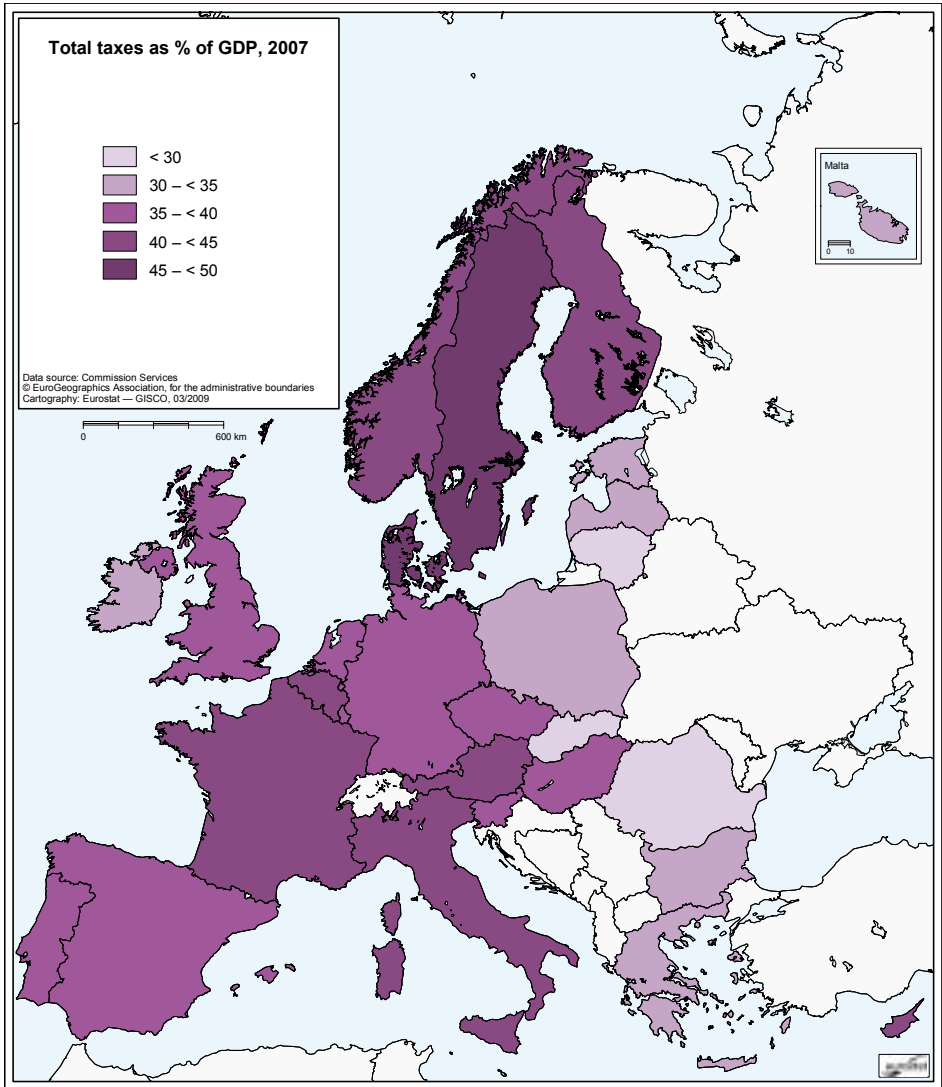 Total taxes as % of GDP, 2007
< 30
30 – < 35
35 – < 40
40 – < 45
45 – < 50
Data source: Commission Services
© EuroGeographics Association, for the administrative boundaries
Cartography: Eurostat — GISCO, 03/2009
0 600 km
Malta
0 10